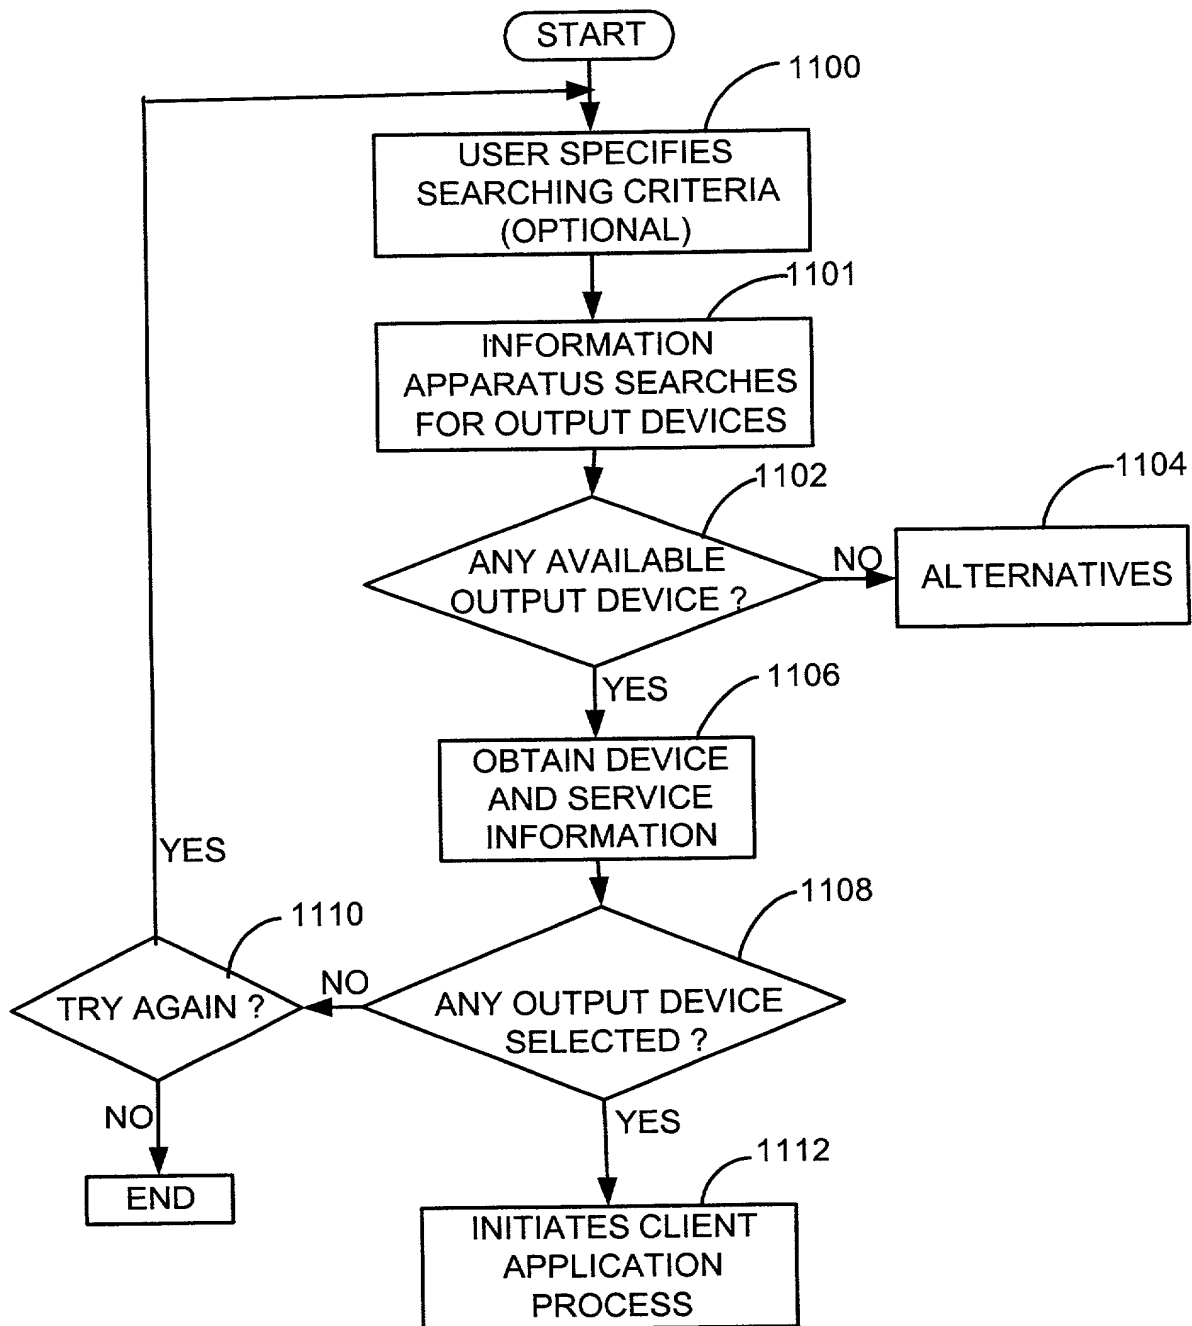 START
1100
USER SPECIFIES
SEARCHING CRITERIA
(OPTIONAL)
1101
INFORMATION
APPARATUS SEARCHES
FOR OUTPUT DEVICES
1102
1104
ANY AVAILABLE
OUTPUT DEVICE ?
NO
ALTERNATIVES
YES
1106
OBTAIN DEVICE
AND SERVICE
INFORMATION
YES
1108
1110
NO
TRY AGAIN ?
ANY OUTPUT DEVICE
SELECTED ?
NO
YES
1112
END
INITIATES CLIENT
APPLICATION
PROCESS